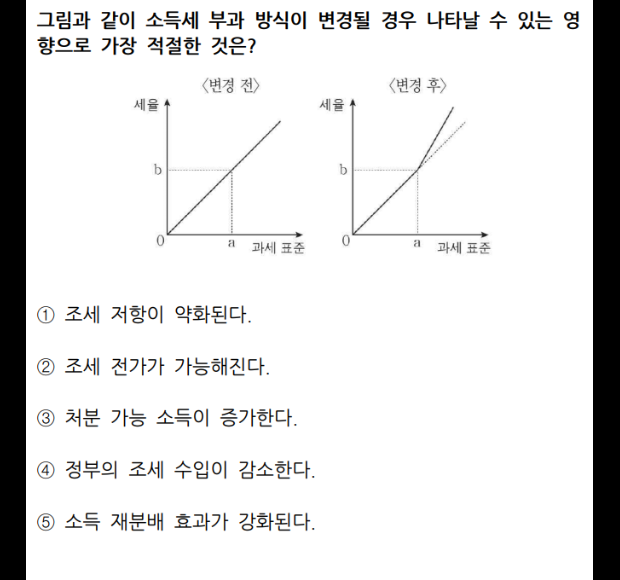 그림과 같이 소득세 부과 방식이 변경될 경우 나타날 수 있는 영
향으로 가장 적절한 것은?
〈변경 전〉
〈변경 후〉
세율
세율
b
b
0
a
과세 표준
0
a
과세 표준
① 조세 저항이 약화된다.
② 조세 전가가 가능해진다.
③ 처분 가능 소득이 증가한다.
④ 정부의 조세 수입이 감소한다.
⑤ 소득 재분배 효과가 강화된다.